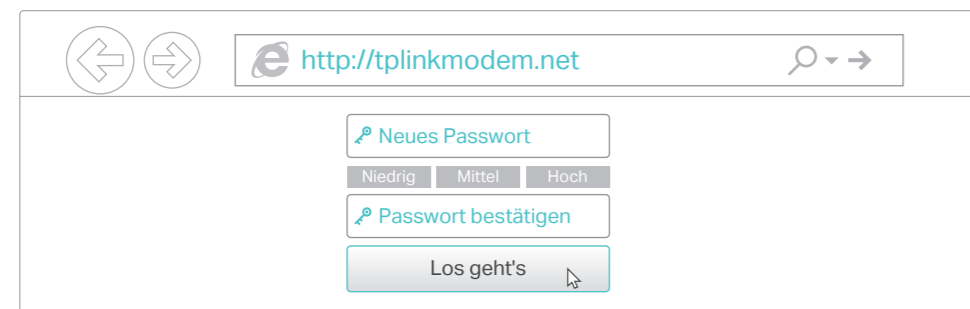 http://tplinkmodem.net
Neues Passwort
Niedrig Mittel Hoch
Passwort bestätigen
Los geht's